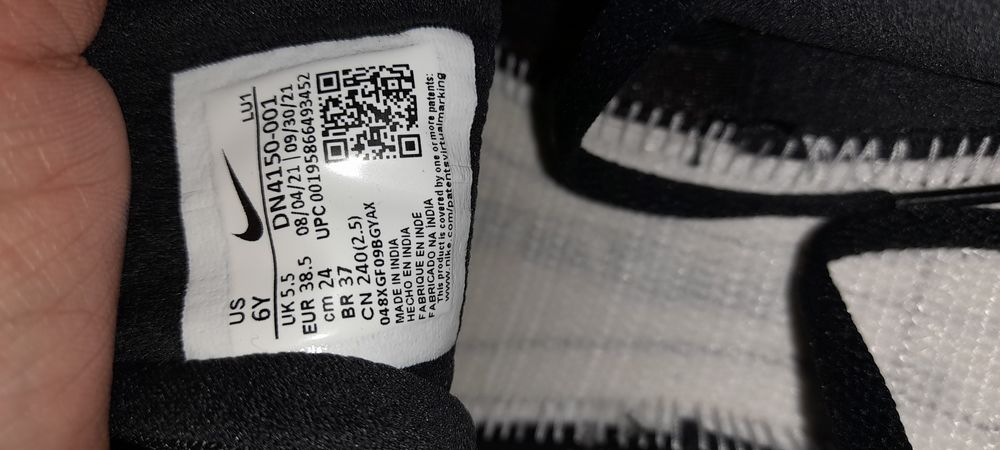 US
6Y
LU1
UK 5.5
DN4150-001
EUR 38.5
08/04/21 | 09/30/21
cm 24
UPC 00195866493452
BR 37
CN 240(2.5)
048XGF09BGYAX
MADE IN INDIA
HECHO EN INDIA
FABRIQUE EN INDE
FABRICADO NA ÍNDIA
This product is covered by one or more patents:
www.nike.com/patentsvirtualmarking